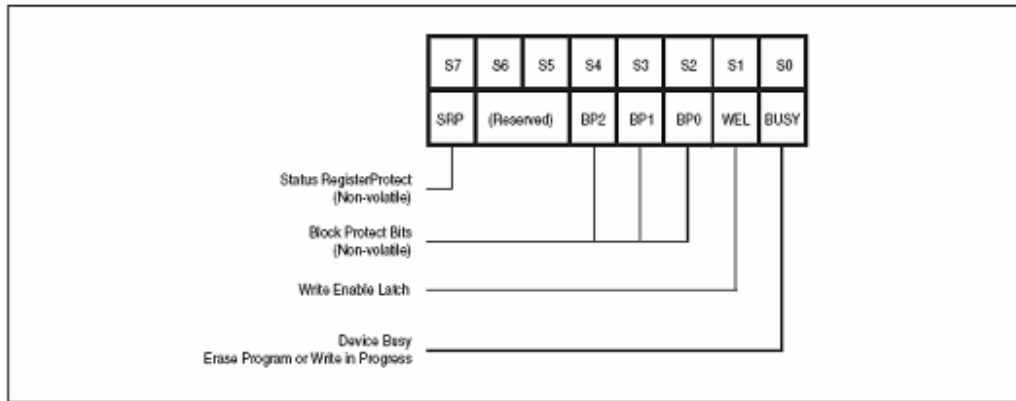 S7 S6 S5 S4 S3 S2 S1 S0
SRP (Reserved) BP2 BP1 BP0 WEL BUSY
Status RegisterProtect
(Non-volatile)
Block Protect Bits
(Non-volatile)
Write Enable Latch
Device Busy
Erase Program or Write in Progress